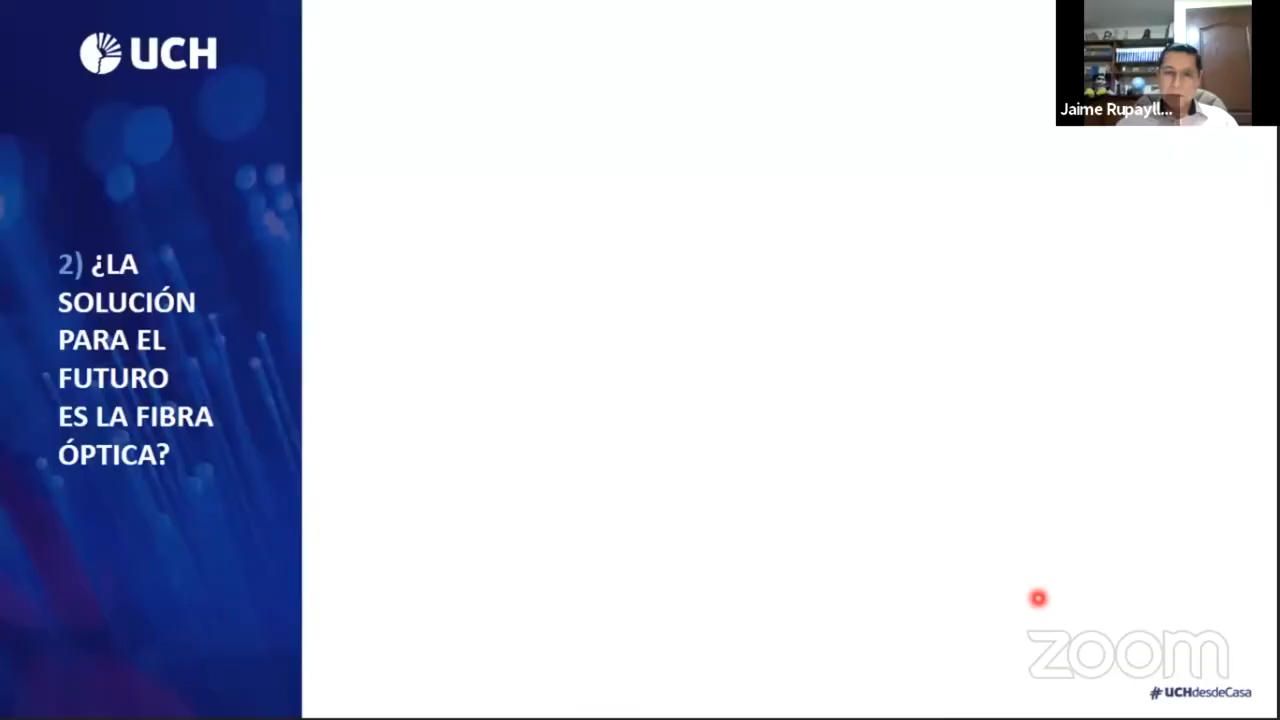 UCH
Jaime Rupayll...
2) ¿LA
SOLUCIÓN
PARA EL
FUTURO
ES LA FIBRA
ÓPTICA?
zoom
#UCHdesdeCasa